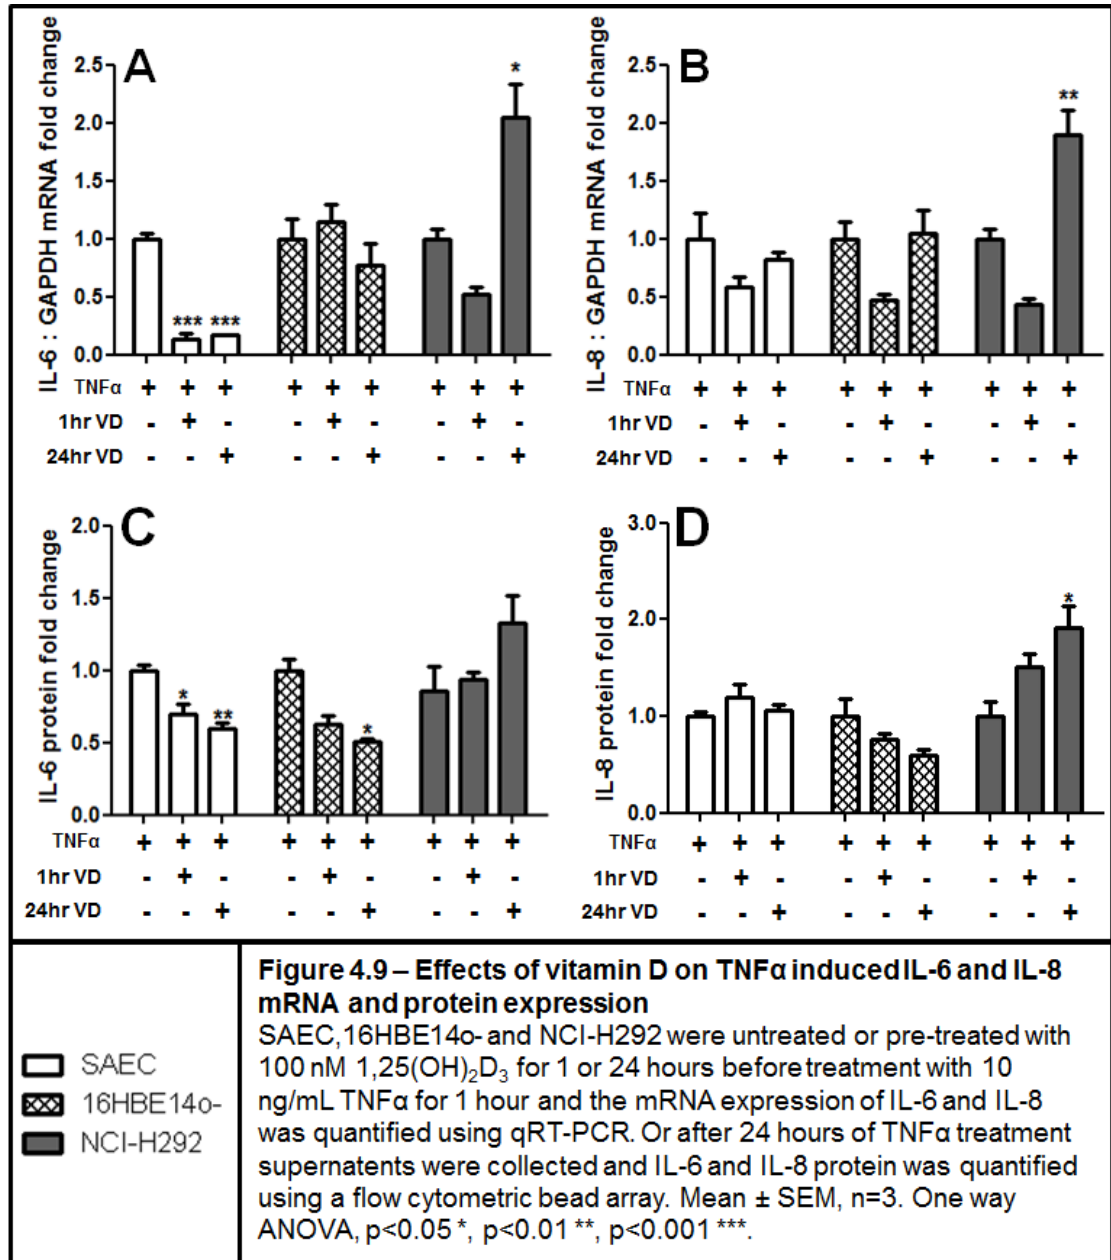 A
IL-6 : GAPDH mRNA fold change
2.5
2.0
1.5
1.0
0.5
0.0
*** ***
*
TNFα + + + + + + + + +
1hr VD - + - - + - - + -
24hr VD - - + - - + - - +
B
IL-8 : GAPDH mRNA fold change
2.5
2.0
1.5
1.0
0.5
0.0
**
TNFα + + + + + + + + +
1hr VD - + - - + - - + -
24hr VD - - + - - + - - +
C
IL-6 protein fold change
2.0
1.5
1.0
0.5
0.0
* **
*
TNFα + + + + + + + + +
1hr VD - + - - + - - + -
24hr VD - - + - - + - - +
D
IL-8 protein fold change
3.0
2.0
1.0
0.0
*
TNFα + + + + + + + + +
1hr VD - + - - + - - + -
24hr VD - - + - - + - - +
SAEC
16HBE14o-
NCI-H292
Figure 4.9 – Effects of vitamin D on TNFα induced IL-6 and IL-8
mRNA and protein expression
SAEC,16HBE14o- and NCI-H292 were untreated or pre-treated with
100 nM 1,25(OH)₂D₃ for 1 or 24 hours before treatment with 10
ng/mL TNFα for 1 hour and the mRNA expression of IL-6 and IL-8
was quantified using qRT-PCR. Or after 24 hours of TNFα treatment
supernatents were collected and IL-6 and IL-8 protein was quantified
using a flow cytometric bead array. Mean ± SEM, n=3. One way
ANOVA, p<0.05 *, p<0.01 **, p<0.001 ***.